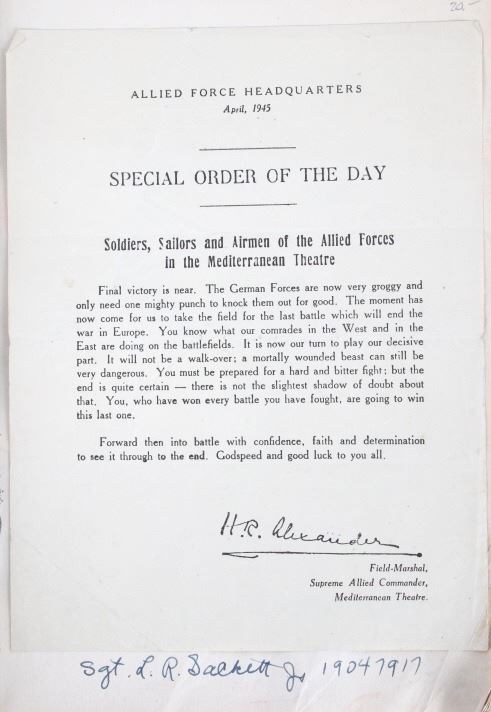 20-
ALLIED FORCE HEADQUARTERS
April, 1945
SPECIAL ORDER OF THE DAY
Soldiers, Sailors and Airmen of the Allied Forces
in the Mediterranean Theatre
Final victory is near. The German Forces are now very groggy and
only need one mighty punch to knock them out for good. The moment has
now come for us to take the field for the last battle which will end the
war in Europe. You know what our comrades in the West and in the
East are doing on the battlefields. It is now our turn to play our decisive
part. It will not be a walk-over; a mortally wounded beast can still be
very dangerous. You must be prepared for a hard and bitter fight; but the
end is quite certain — there is not the slightest shadow of doubt about
that. You, who have won every battle you have fought, are going to win
this last one.
Forward then into battle with confidence, faith and determination
to see it through to the end. Godspeed and good luck to you all.
H.R. Alexander
Field-Marshal,
Supreme Allied Commander,
Mediterranean Theatre.
Sgt. L. R. Sackett Jr. 19047917